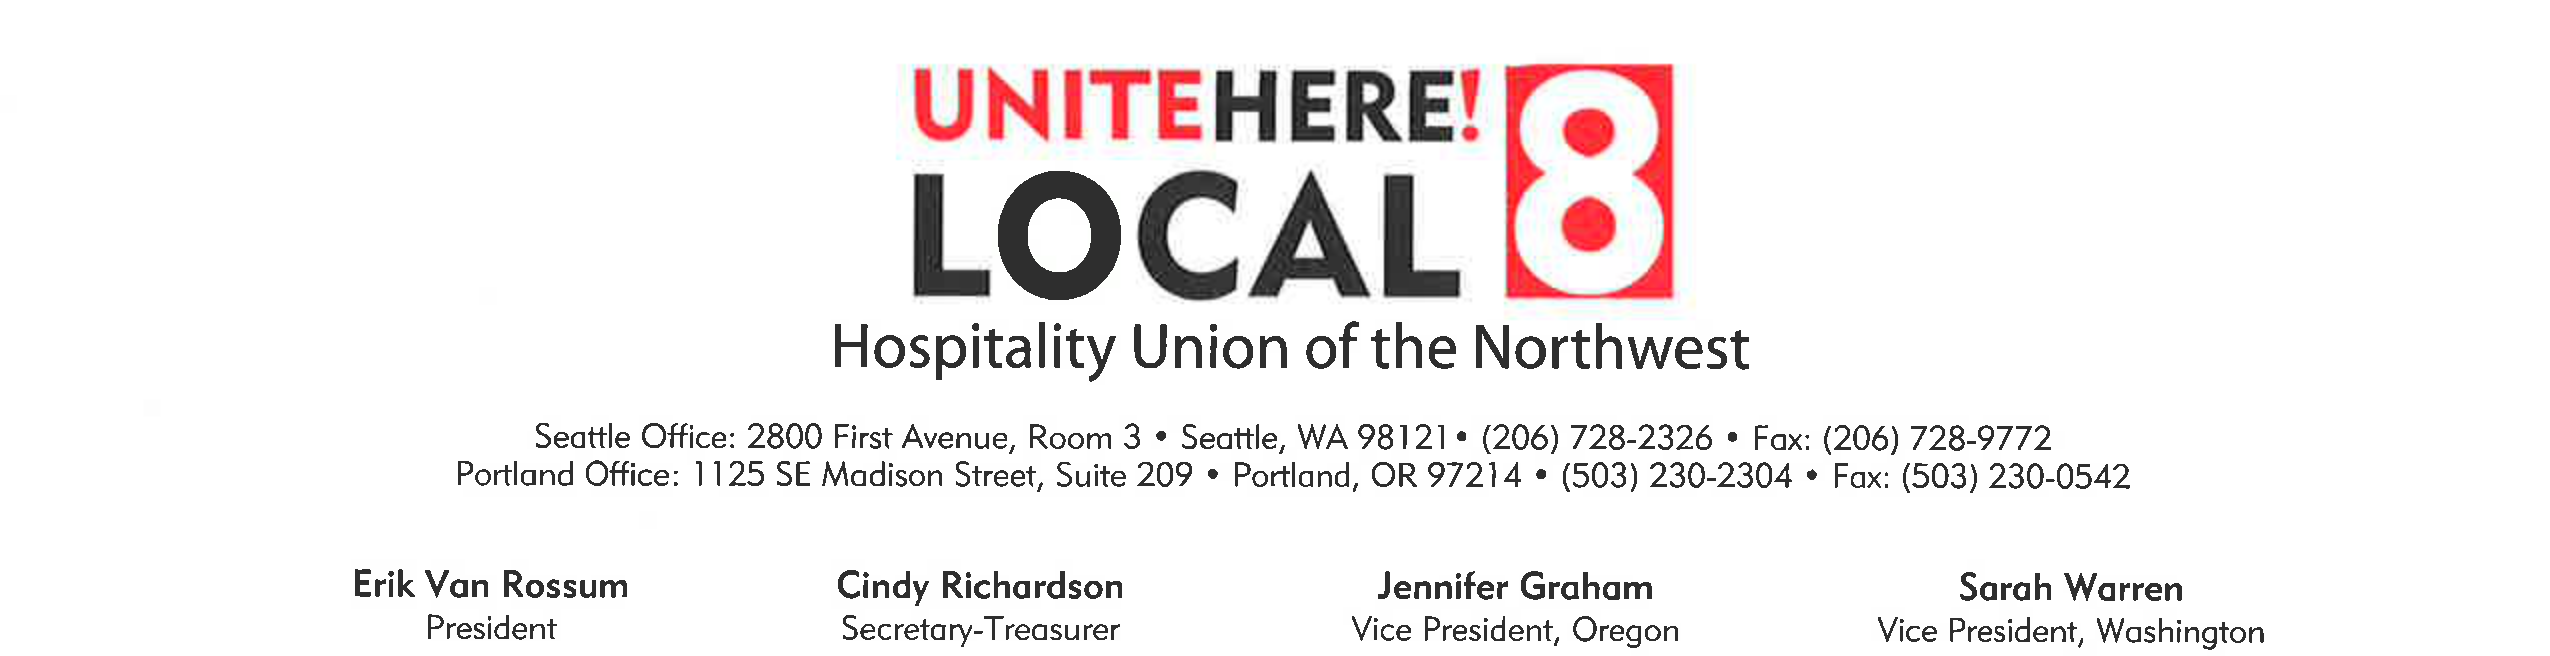 UNITEHERE! 8
LOCAL
Hospitality Union of the Northwest
Seattle Office: 2800 First Avenue, Room 3 • Seattle, WA 98121• (206) 728-2326 • Fax: (206) 728-9772
Portland Office: 1125 SE Madison Street, Suite 209 • Portland, OR 97214 • (503) 230-2304 • Fax: (503) 230-0542
Erik Van Rossum Cindy Richardson Jennifer Graham Sarah Warren
President Secretary-Treasurer Vice President, Oregon Vice President, Washington